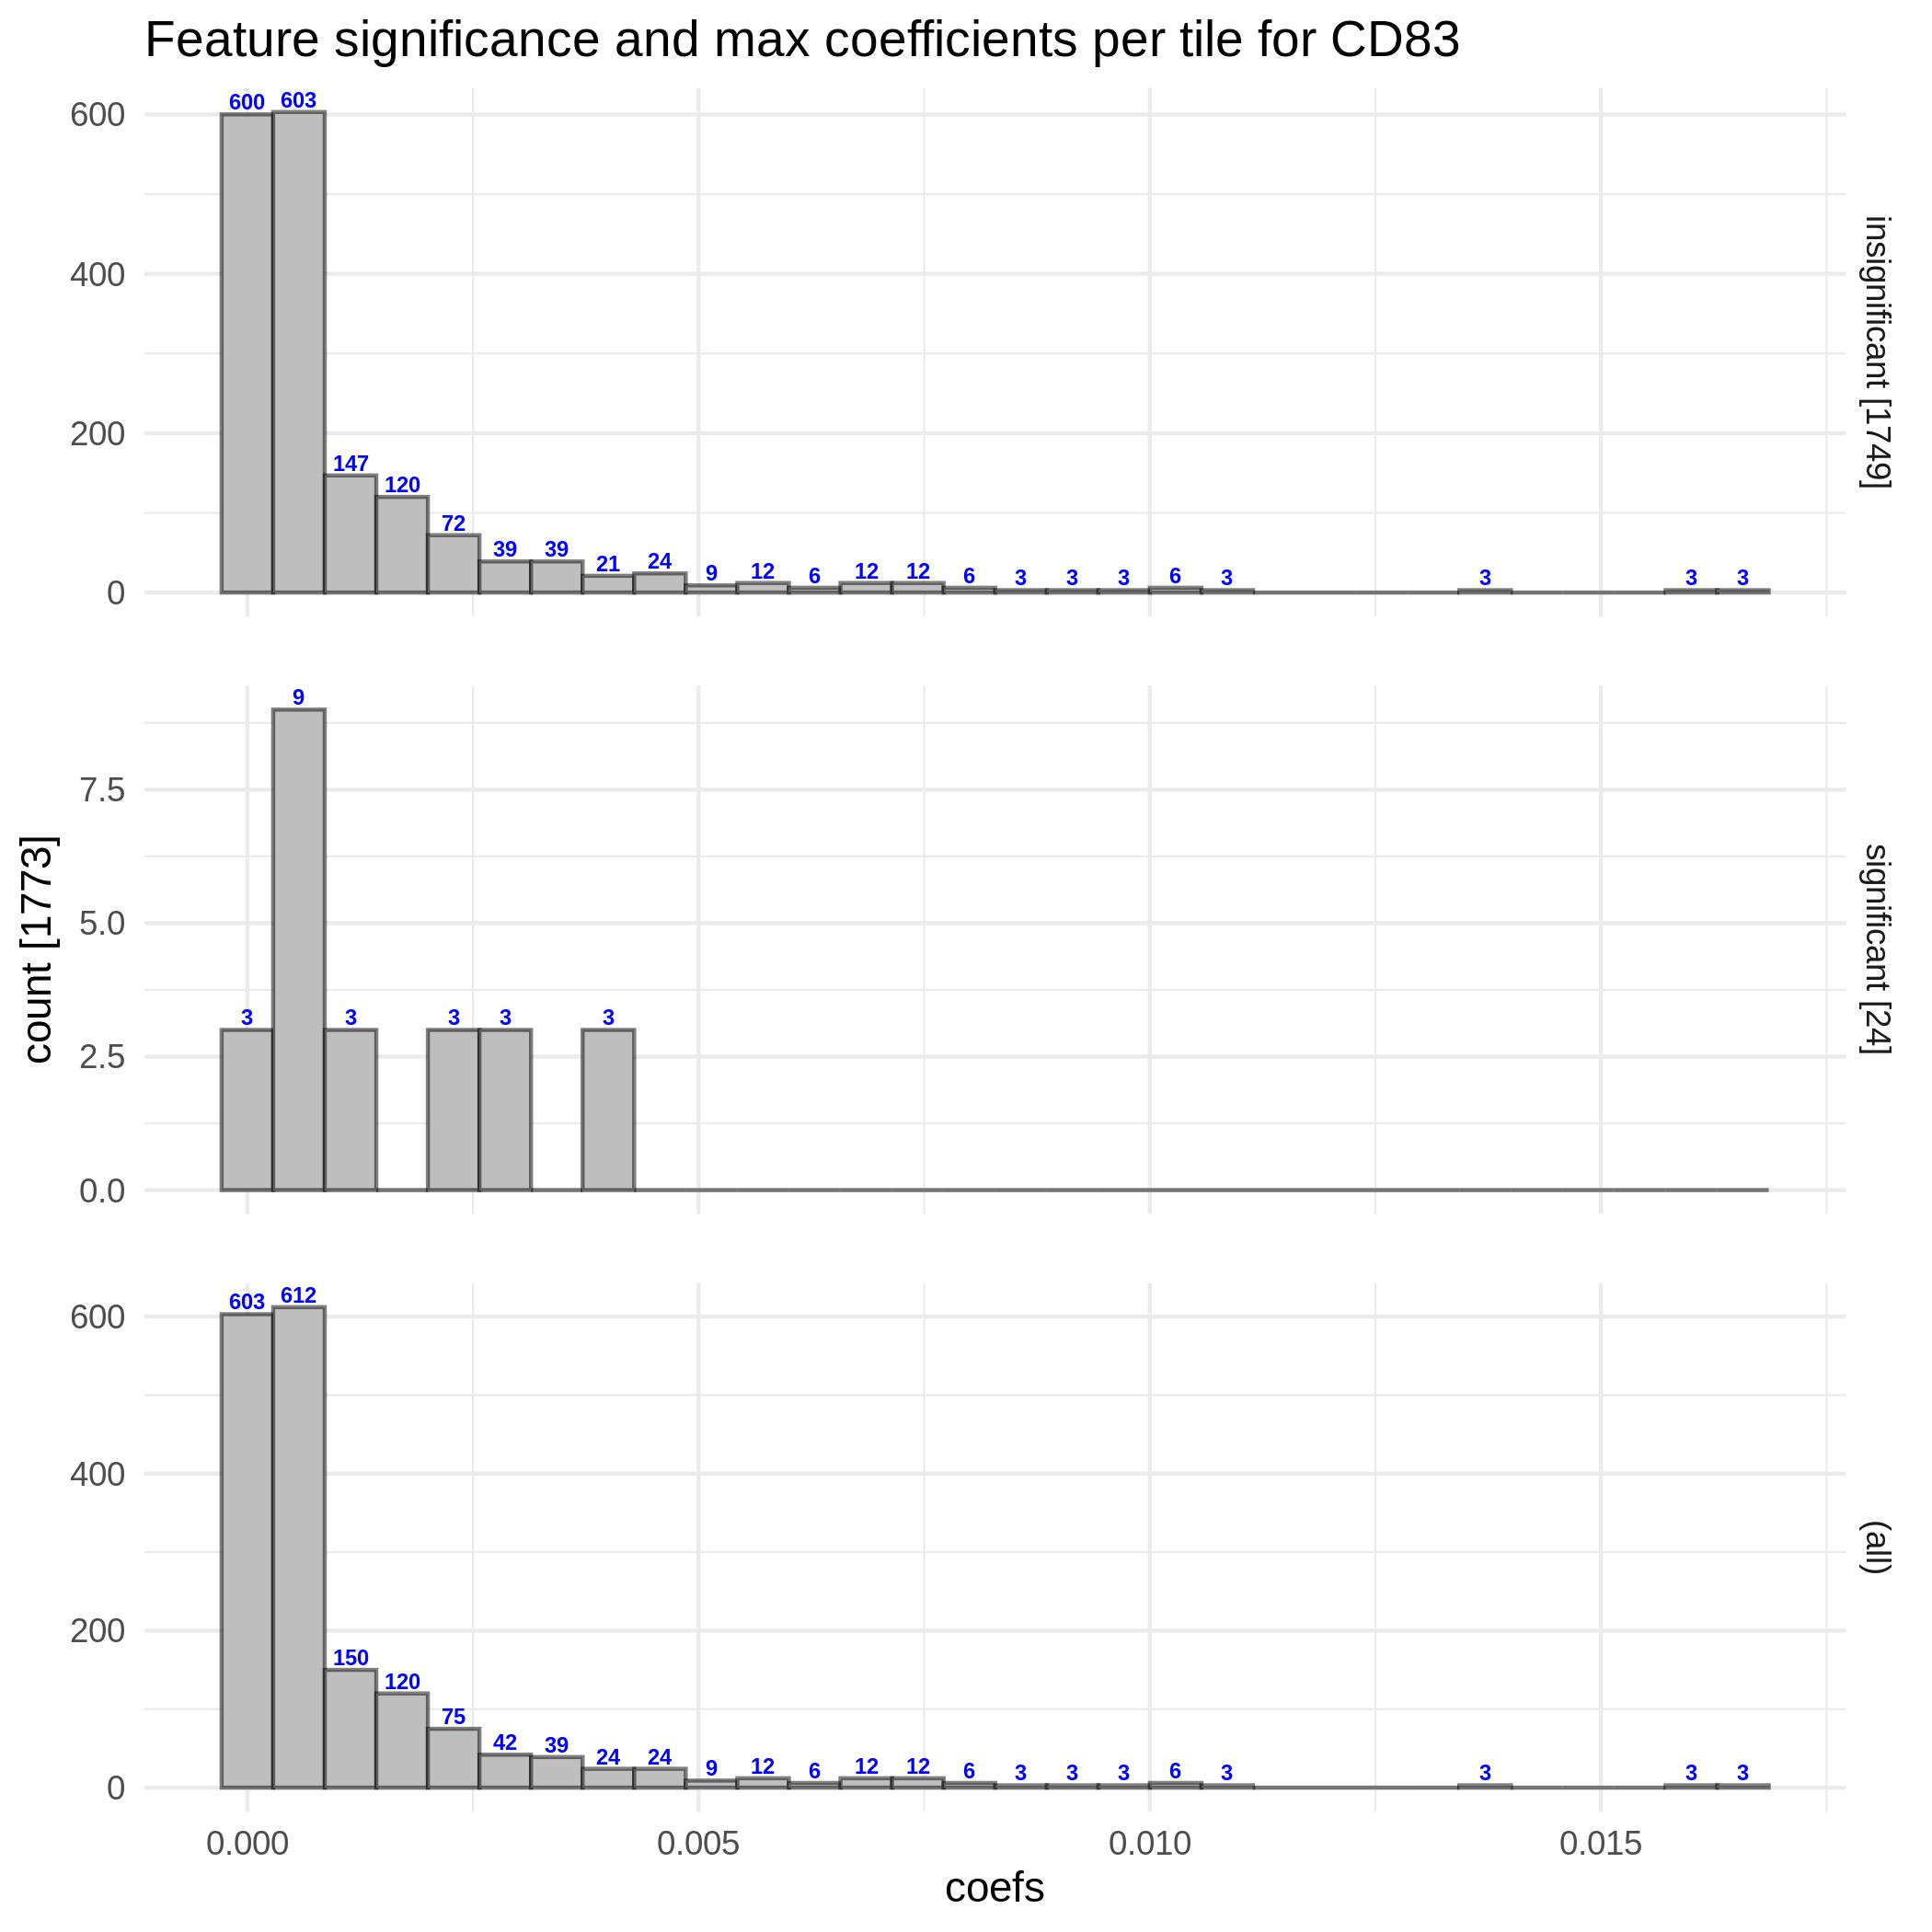 Feature significance and max coefficients per tile for CD83
600 603 147 120 72 39 39 21 24 9 12 6 12 12 6 3 3 3 6 3 3 3 3
600
400
200
0
insignificant [1749]
9 3 3 3 3 3
7.5
5.0
2.5
0.0
significant [24]
count [1773]
603 612 150 120 75 42 39 24 24 9 12 6 12 12 6 3 3 3 6 3 3 3 3
600
400
200
0
(all)
0.000 0.005 0.010 0.015
coefs